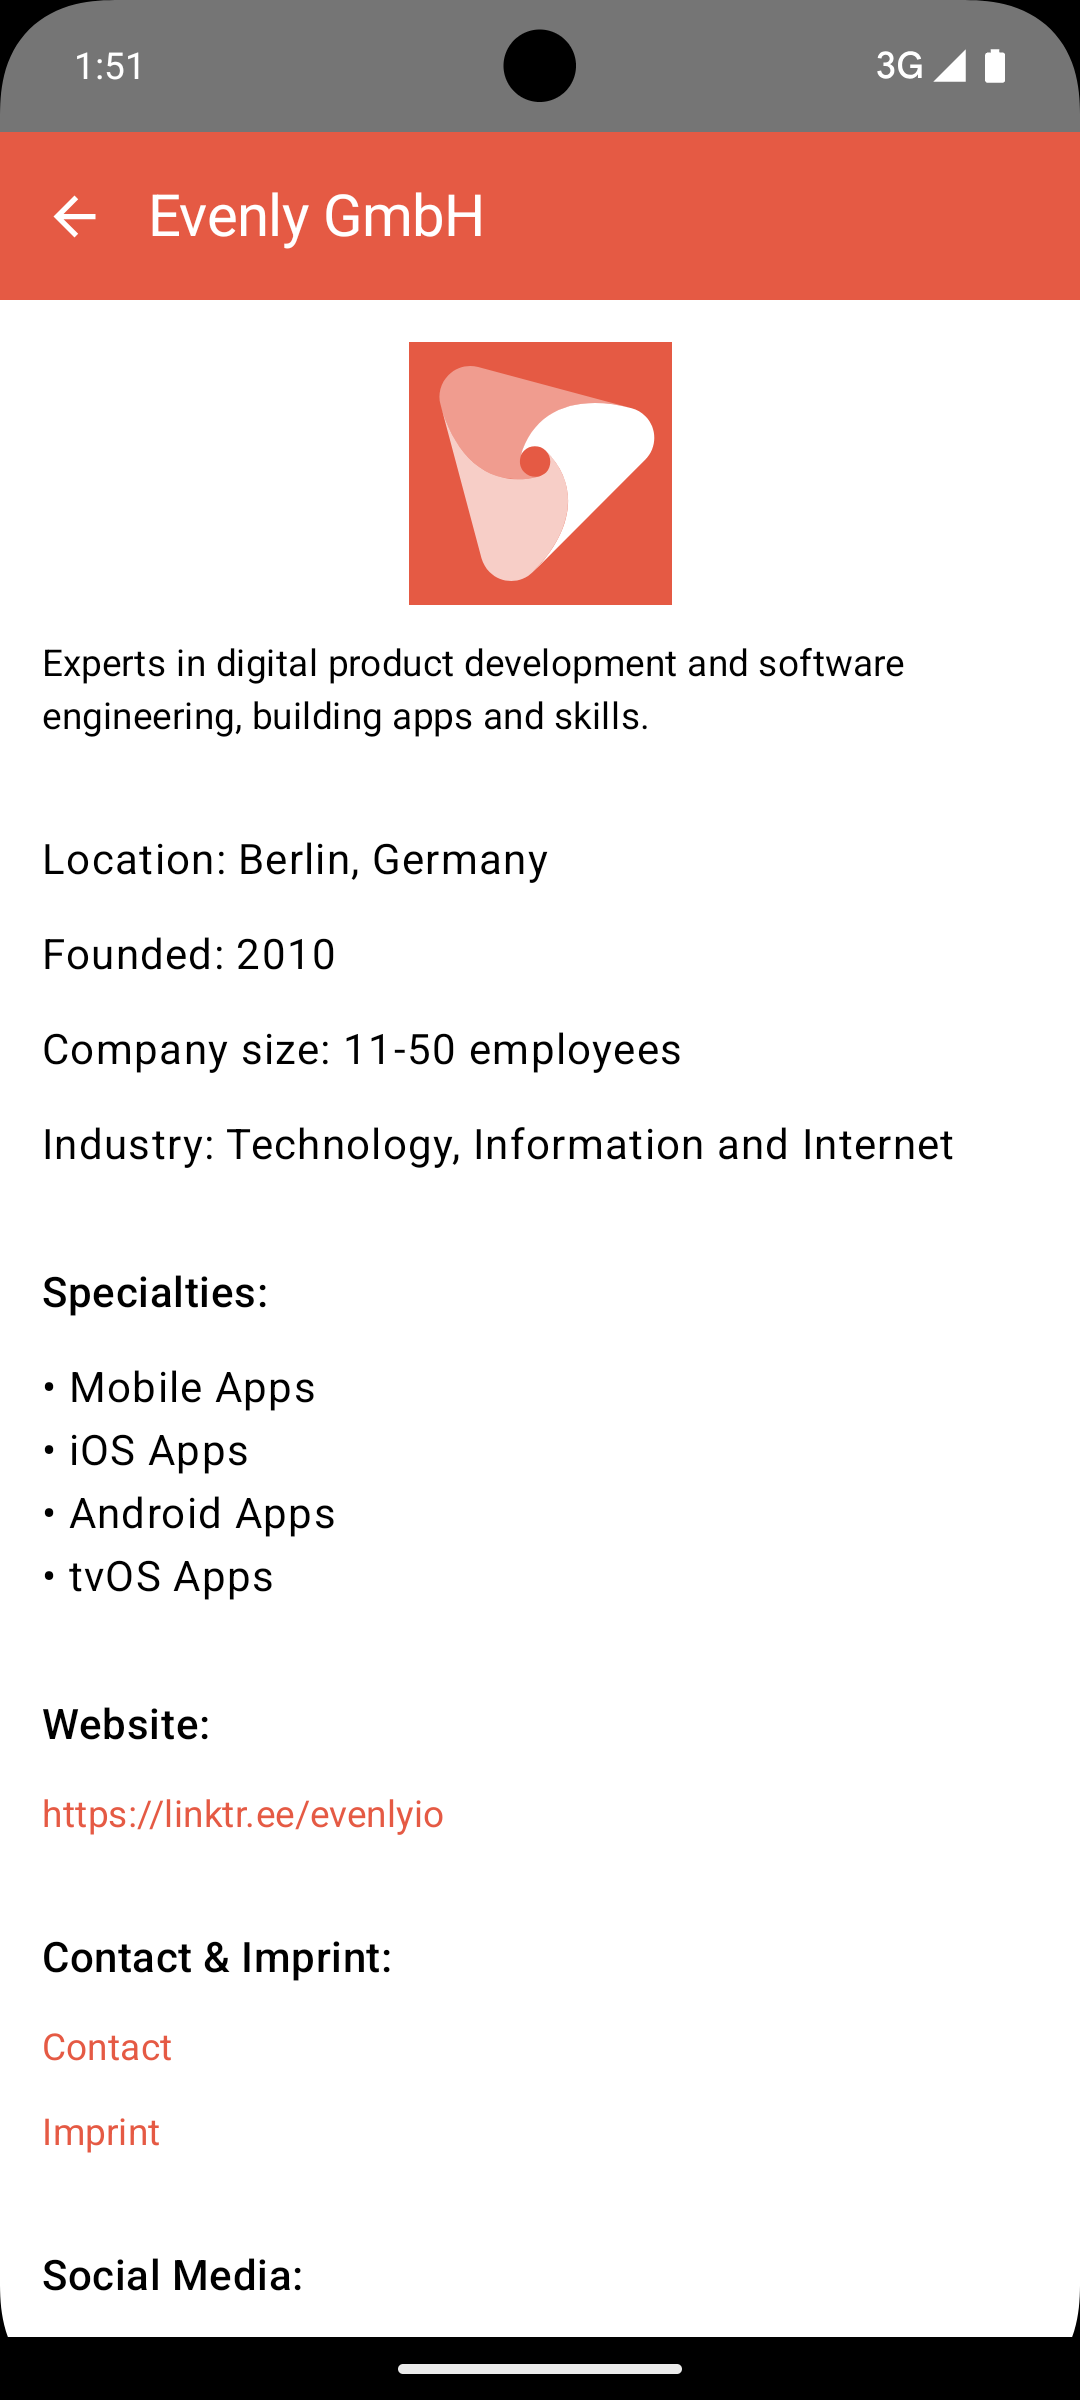 1:51
3G
Evenly GmbH
Experts in digital product development and software
engineering, building apps and skills.
Location: Berlin, Germany
Founded: 2010
Company size: 11-50 employees
Industry: Technology, Information and Internet
Specialties:
• Mobile Apps
• iOS Apps
• Android Apps
• tvOS Apps
Website:
https://linktr.ee/evenlyio
Contact & Imprint:
Contact
Imprint
Social Media: